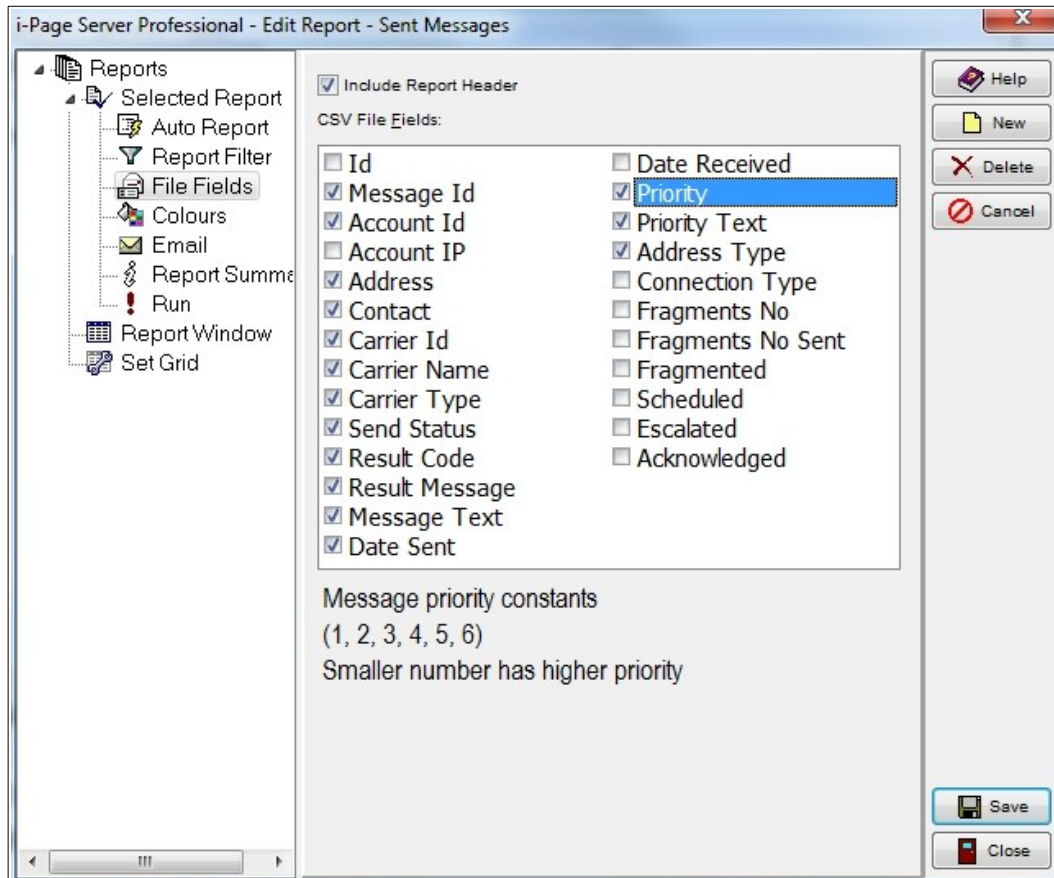 i-Page Server Professional - Edit Report - Sent Messages
Reports
Selected Report
Auto Report
Report Filter
File Fields
Colours
Email
Report Summa
Run
Report Window
Set Grid
Include Report Header
CSV File Fields:
Id
Message Id
Account Id
Account IP
Address
Contact
Carrier Id
Carrier Name
Carrier Type
Send Status
Result Code
Result Message
Message Text
Date Sent
Date Received
Priority
Priority Text
Address Type
Connection Type
Fragments No
Fragments No Sent
Fragmented
Scheduled
Escalated
Acknowledged
Message priority constants
(1, 2, 3, 4, 5, 6)
Smaller number has higher priority
Help
New
Delete
Cancel
Save
Close